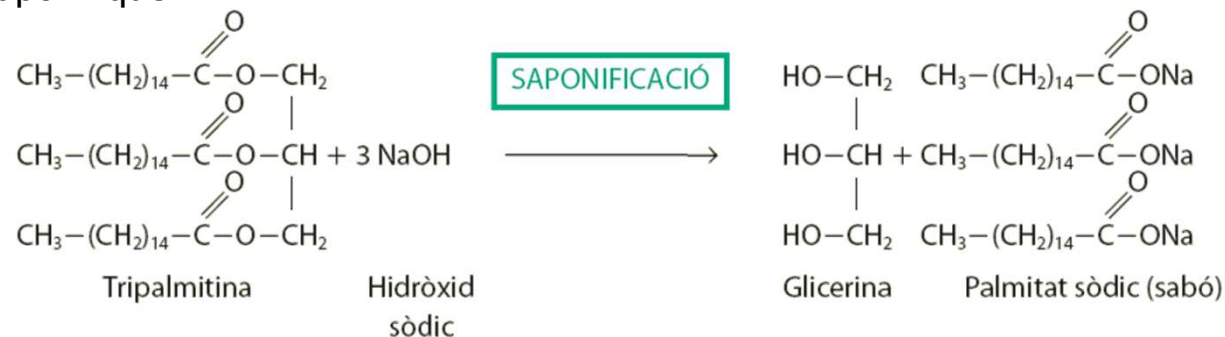 O O
CH₃−(CH₂)₁₄−C−O−CH₂ SAPONIFICACIÓ HO−CH₂ CH₃−(CH₂)₁₄−C−ONa
O O
CH₃−(CH₂)₁₄−C−O−CH + 3 NaOH ⟶ HO−CH + CH₃−(CH₂)₁₄−C−ONa
O O
CH₃−(CH₂)₁₄−C−O−CH₂ HO−CH₂ CH₃−(CH₂)₁₄−C−ONa
Tripalmitina Hidròxid Glicerina Palmitat sòdic (sabó)
sòdic